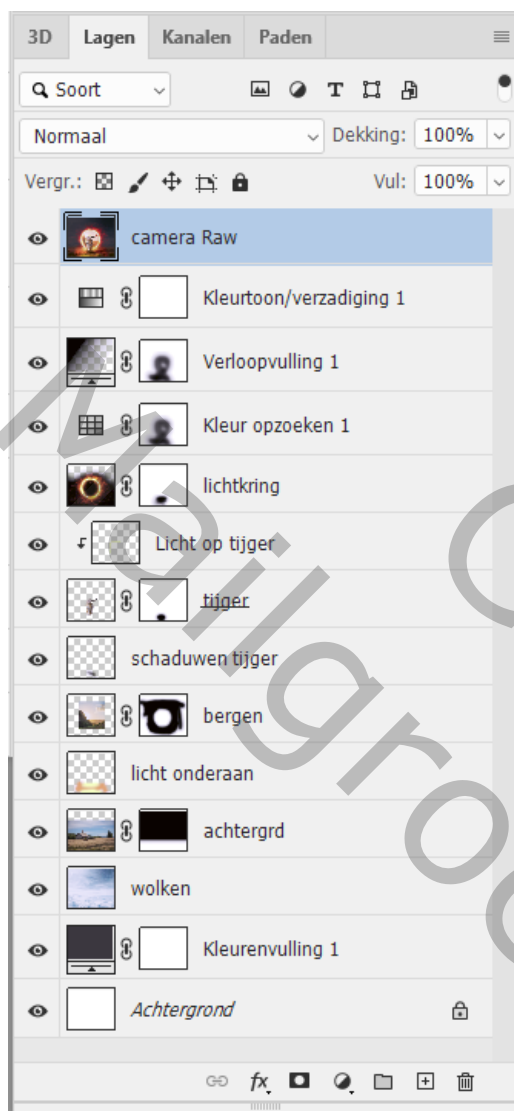 3D Lagen Kanalen Paden
Soort
Normaal Dekking: 100%
Vergr.: Vul: 100%
camera Raw
Kleurtoon/verzadiging 1
Verloopvulling 1
Kleur opzoeken 1
lichtkring
Licht op tijger
tijger
schaduwen tijger
bergen
licht onderaan
achtergrd
wolken
Kleurenvulling 1
Achtergrond
fx